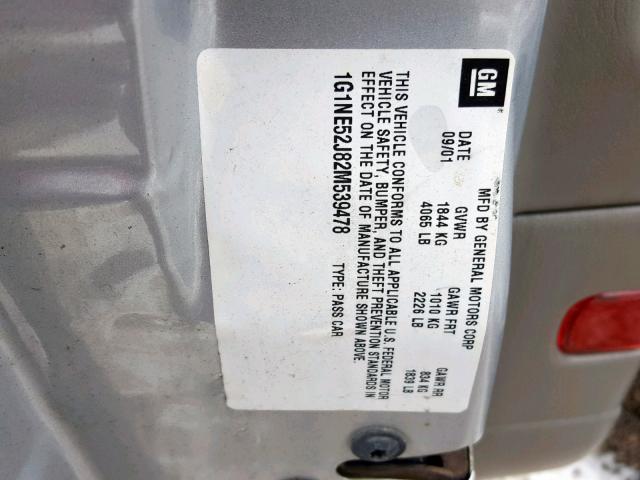 GM
MFD BY GENERAL MOTORS CORP
DATE GVWR GAWR FRT GAWR RR
09/01 1844 KG 1010 KG 834 KG
4065 LB 2226 LB 1839 LB
THIS VEHICLE CONFORMS TO ALL APPLICABLE U.S. FEDERAL MOTOR
VEHICLE SAFETY, BUMPER, AND THEFT PREVENTION STANDARDS IN
EFFECT ON THE DATE OF MANUFACTURE SHOWN ABOVE.
1G1NE52J82M539478 TYPE: PASS CAR